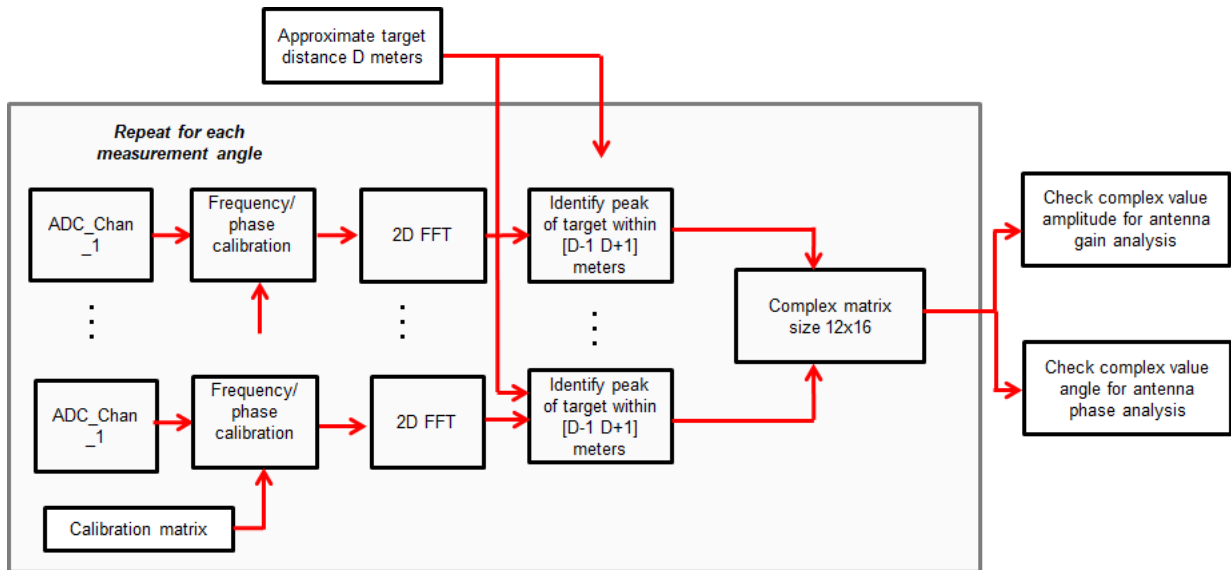 Approximate target
distance D meters
Repeat for each
measurement angle
ADC_Chan
_1
Frequency/
phase
calibration
2D FFT
Identify peak
of target within
[D-1 D+1]
meters
Complex matrix
size 12x16
Check complex value
amplitude for antenna
gain analysis
ADC_Chan
_1
Frequency/
phase
calibration
2D FFT
Identify peak
of target within
[D-1 D+1]
meters
Check complex value
angle for antenna
phase analysis
Calibration matrix